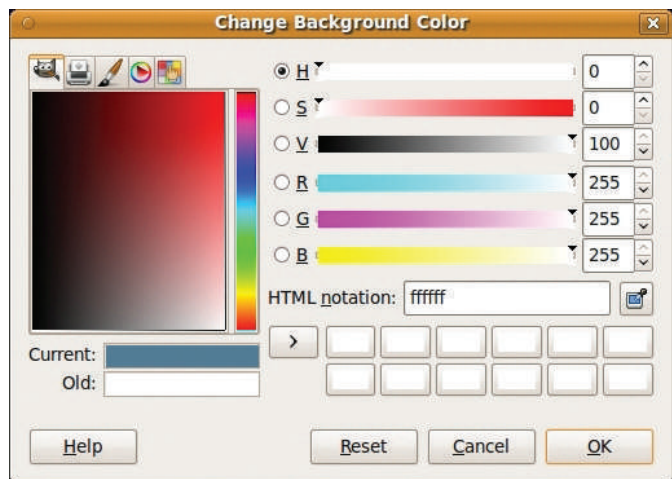 Change Background Color
H 0
S 0
V 100
R 255
G 255
B 255
HTML notation: ffffff
>
Current:
Old:
Help Reset Cancel OK